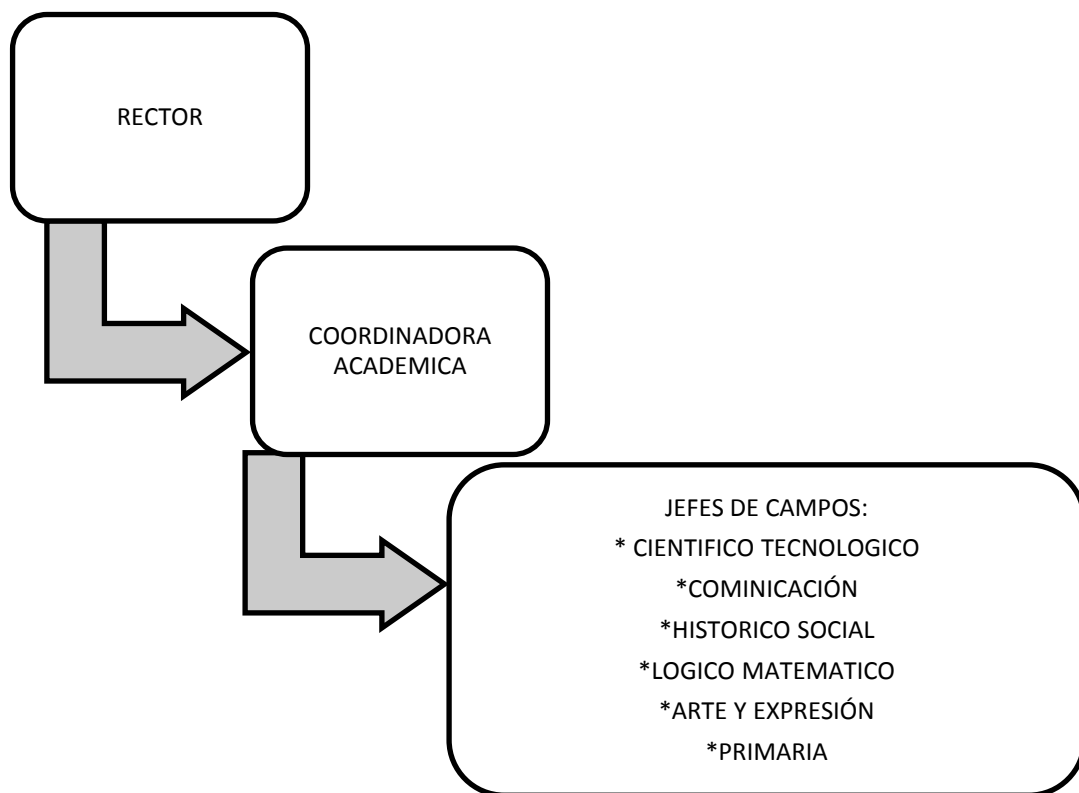 RECTOR
COORDINADORA
ACADEMICA
JEFES DE CAMPOS:
* CIENTIFICO TECNOLOGICO
*COMINICACIÓN
*HISTORICO SOCIAL
*LOGICO MATEMATICO
*ARTE Y EXPRESIÓN
*PRIMARIA